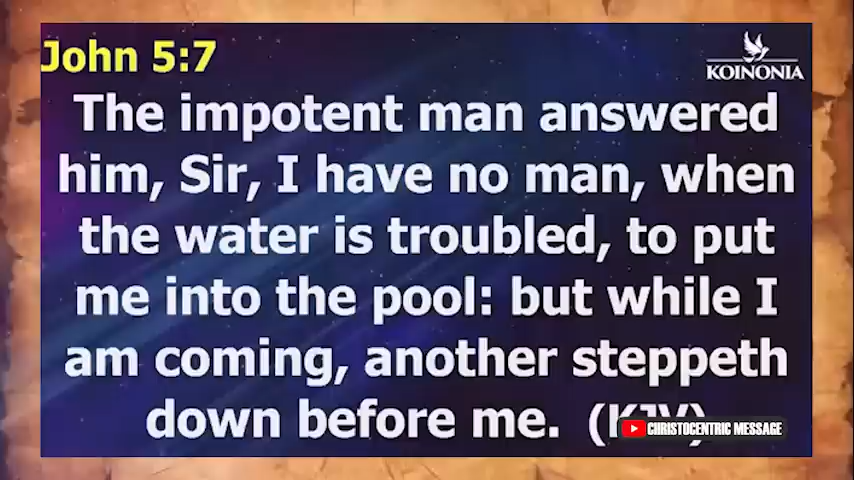 John 5:7
KOINONIA
The impotent man answered
him, Sir, I have no man, when
the water is troubled, to put
me into the pool: but while I
am coming, another steppeth
down before me. (KJV)
CHRISTOCENTRIC MESSAGE